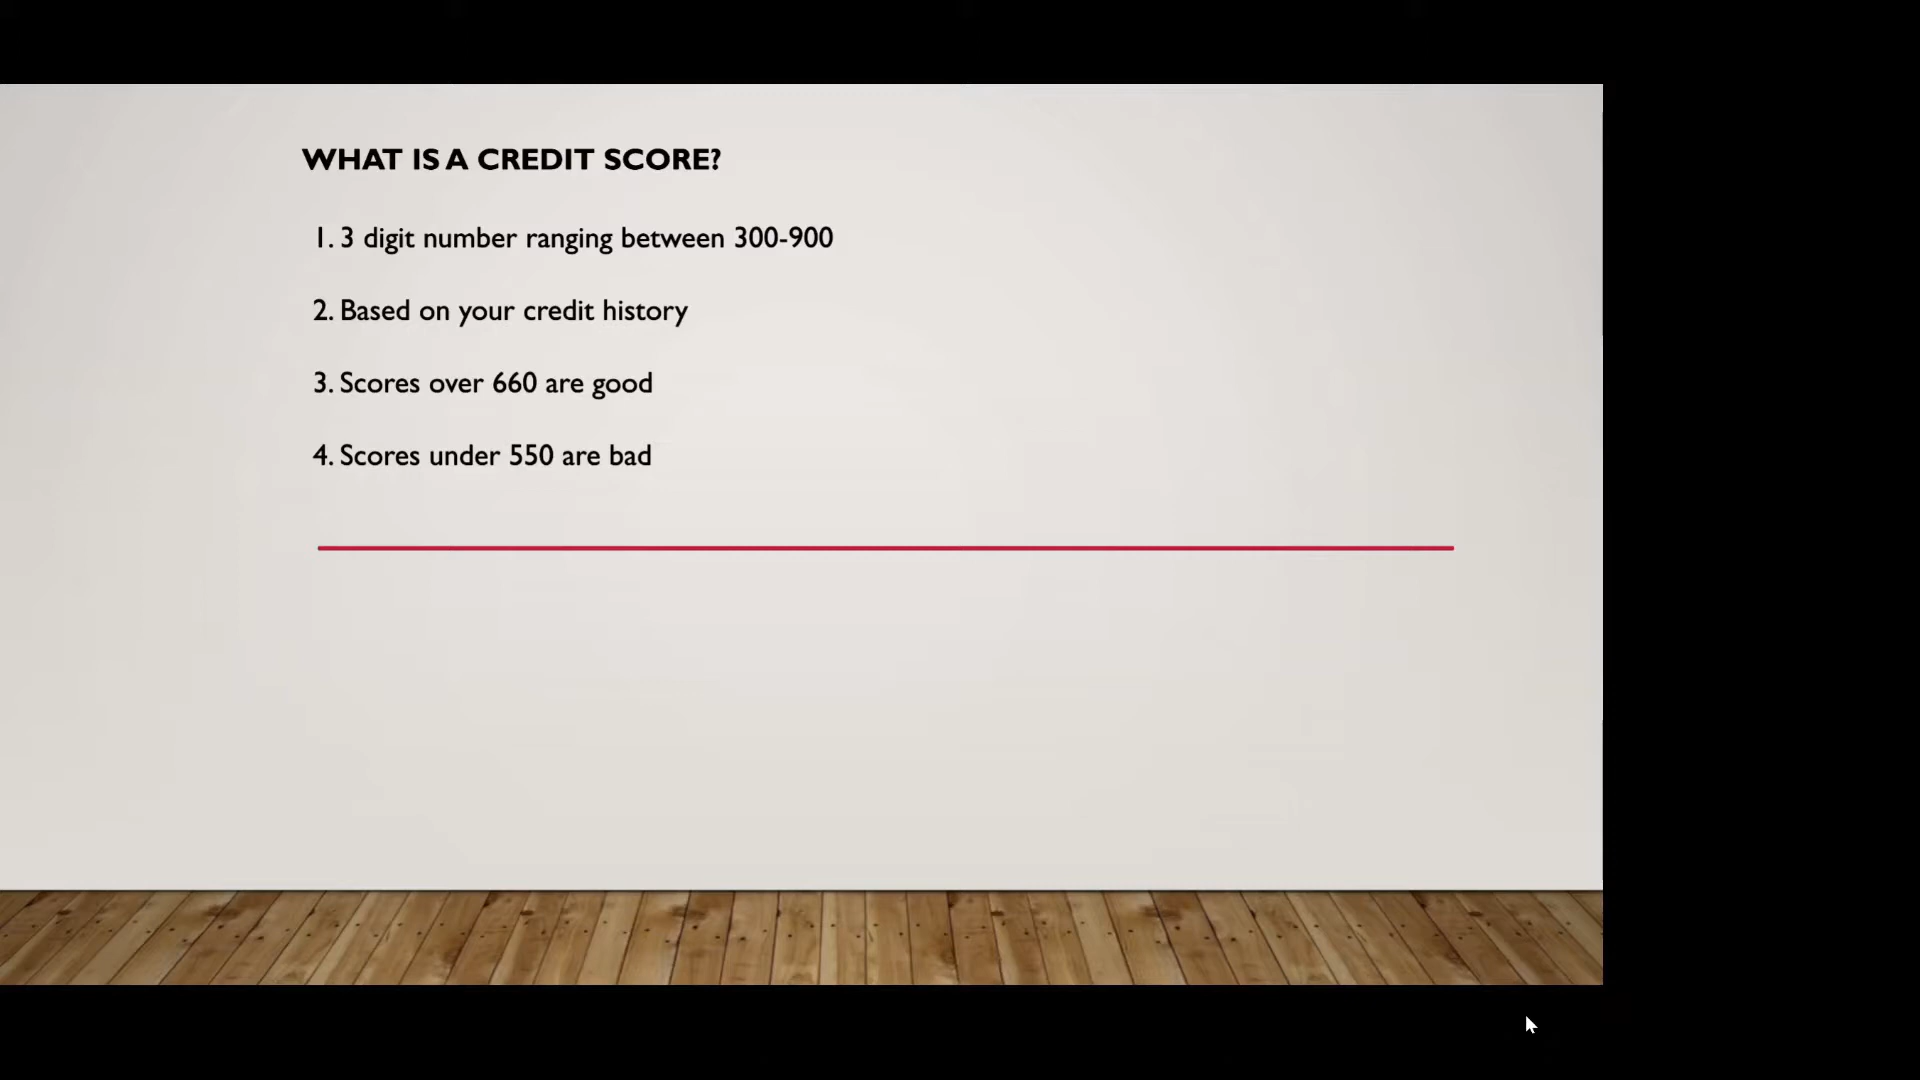 WHAT IS A CREDIT SCORE?
1. 3 digit number ranging between 300-900
2. Based on your credit history
3. Scores over 660 are good
4. Scores under 550 are bad